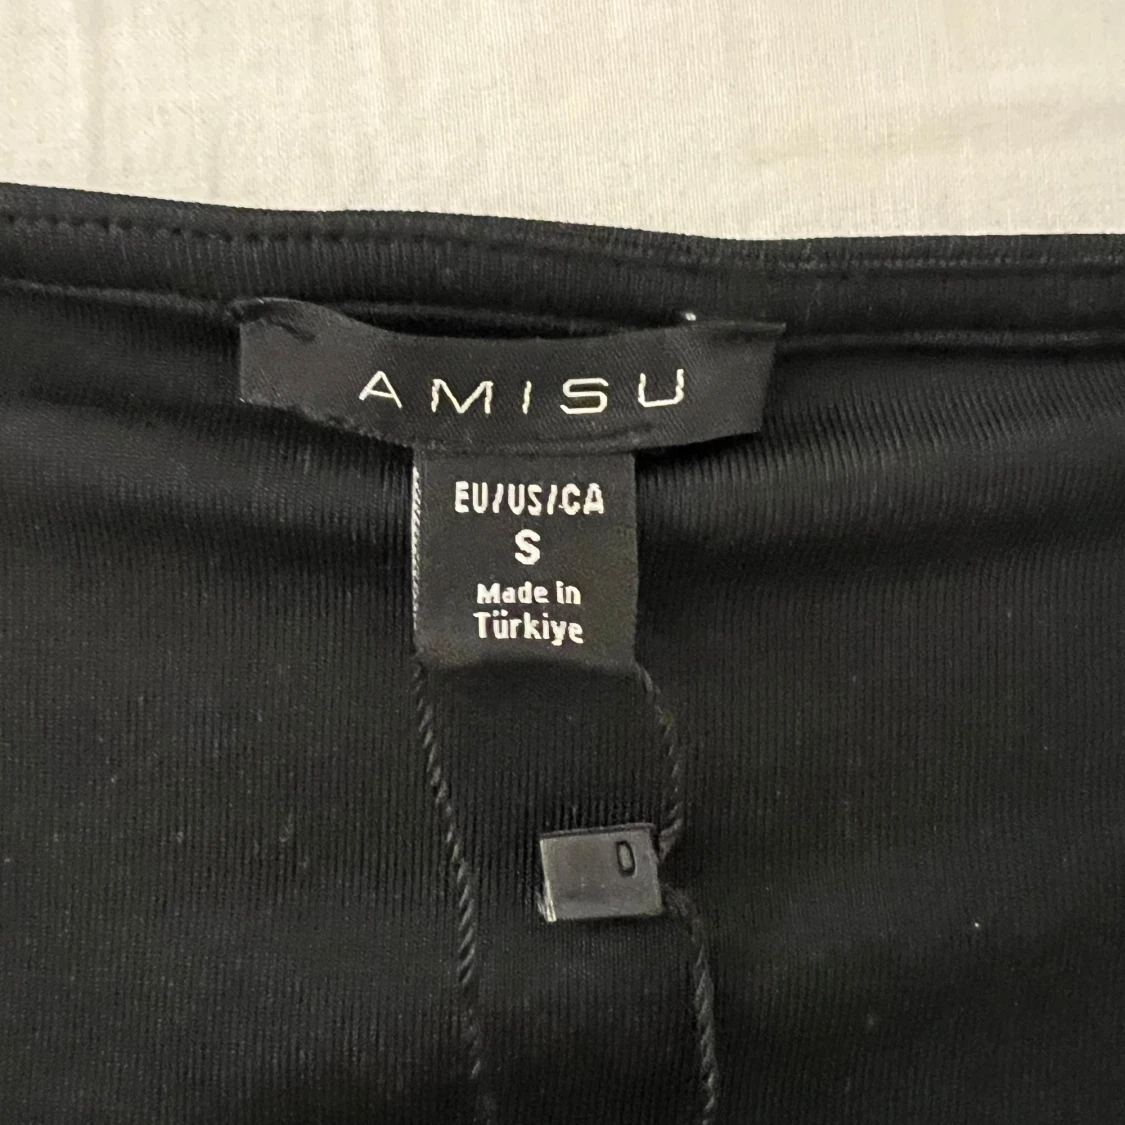 AMISU
EU/US/CA
S
Made in
Türkiye
0